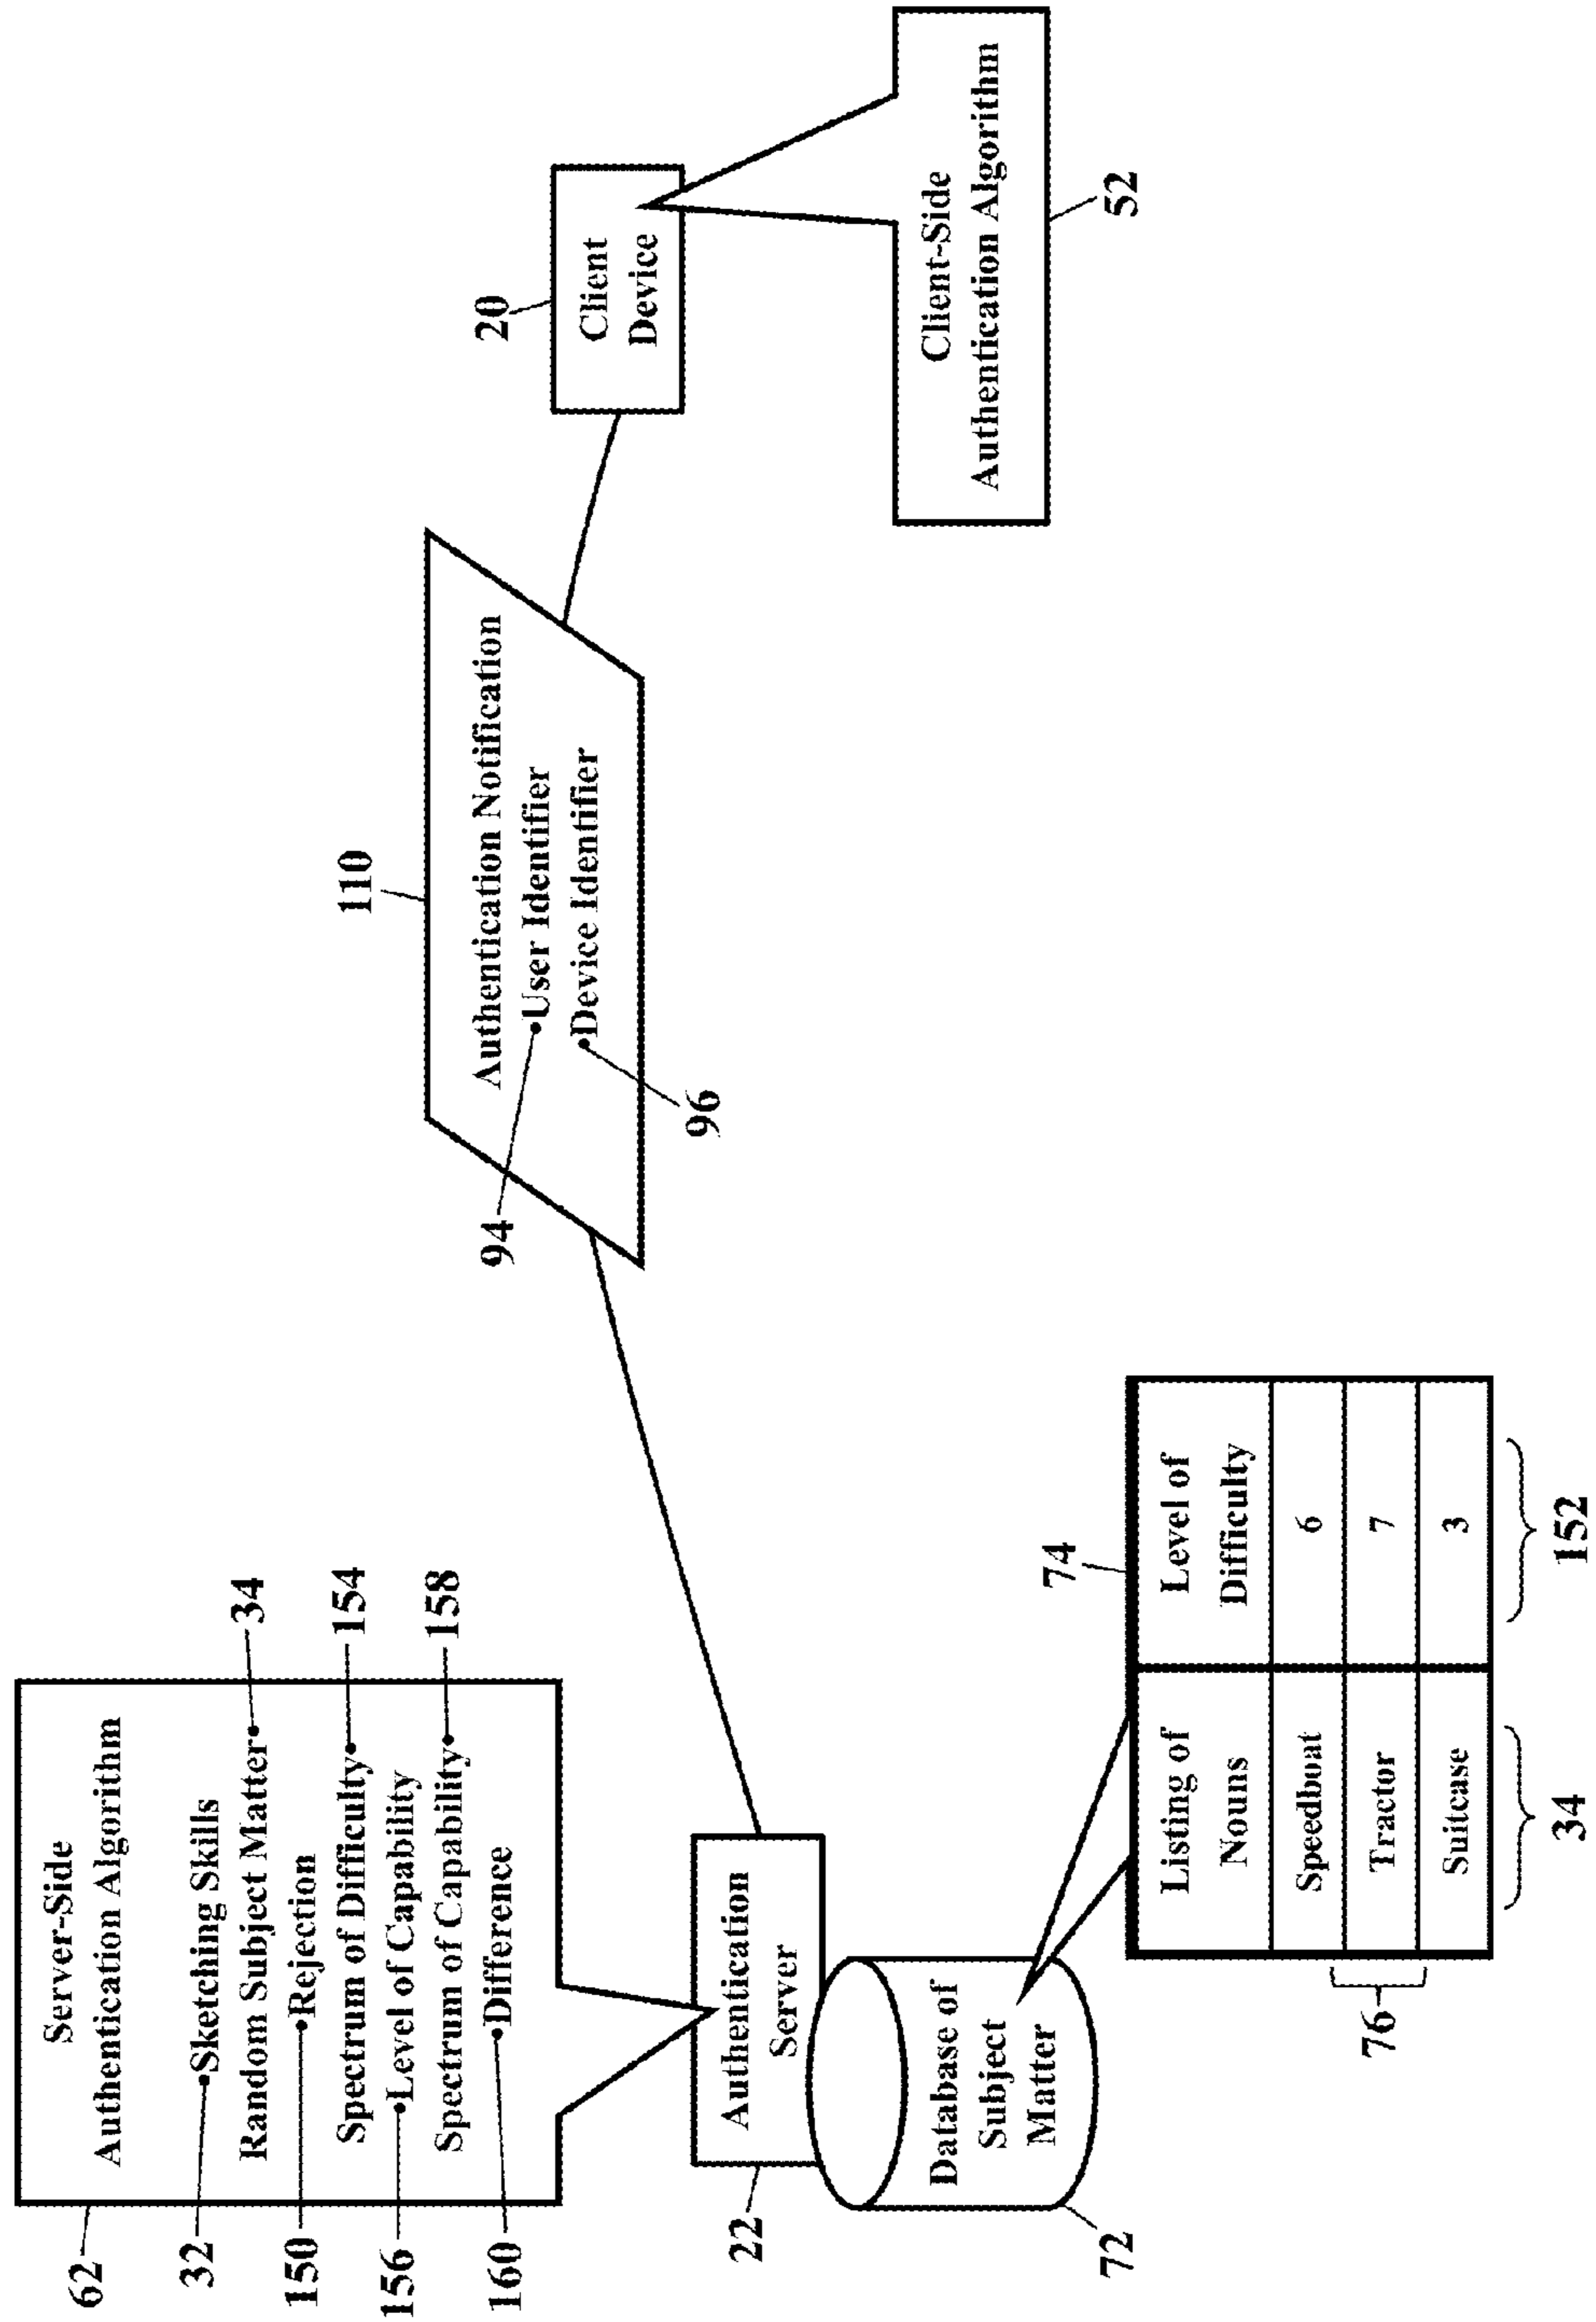 62
Server-Side
Authentication Algorithm
32
Sketching Skills
Random Subject Matter
34
150
Rejection
Spectrum of Difficulty
154
156
Level of Capability
Spectrum of Capability
158
160
Difference
110
Authentication Notification
User Identifier
Device Identifier
94
96
20
Client
Device
Client-Side
Authentication Algorithm
52
22
Authentication
Server
Database of
Subject
Matter
72
74
Listing of
Nouns
Level of
Difficulty
Speedboat 6
Tractor 7
Suitcase 3
76
34
152